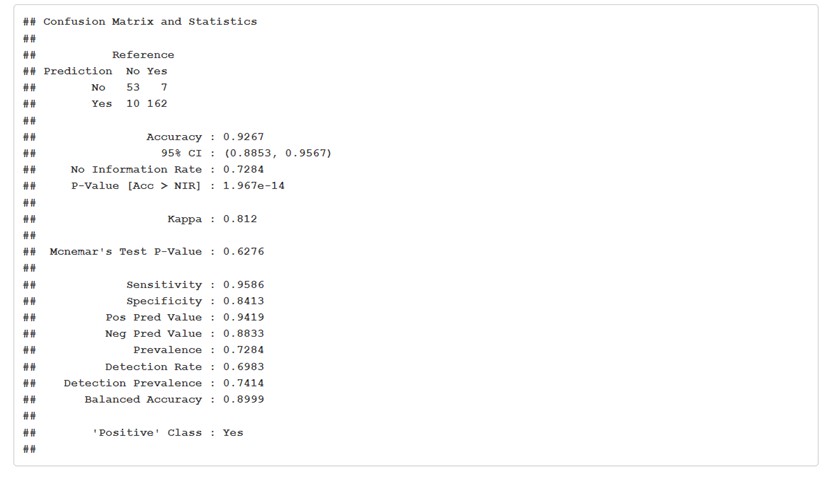 ## Confusion Matrix and Statistics
##
##           Reference
## Prediction  No Yes
##        No   53   7
##        Yes  10 162
##
##                Accuracy : 0.9267
##                  95% CI : (0.8853, 0.9567)
##     No Information Rate : 0.7284
##     P-Value [Acc > NIR] : 1.967e-14
##
##                   Kappa : 0.812
##
##  Mcnemar's Test P-Value : 0.6276
##
##             Sensitivity : 0.9586
##             Specificity : 0.8413
##          Pos Pred Value : 0.9419
##          Neg Pred Value : 0.8833
##              Prevalence : 0.7284
##          Detection Rate : 0.6983
##    Detection Prevalence : 0.7414
##       Balanced Accuracy : 0.8999
##
##        'Positive' Class : Yes
##